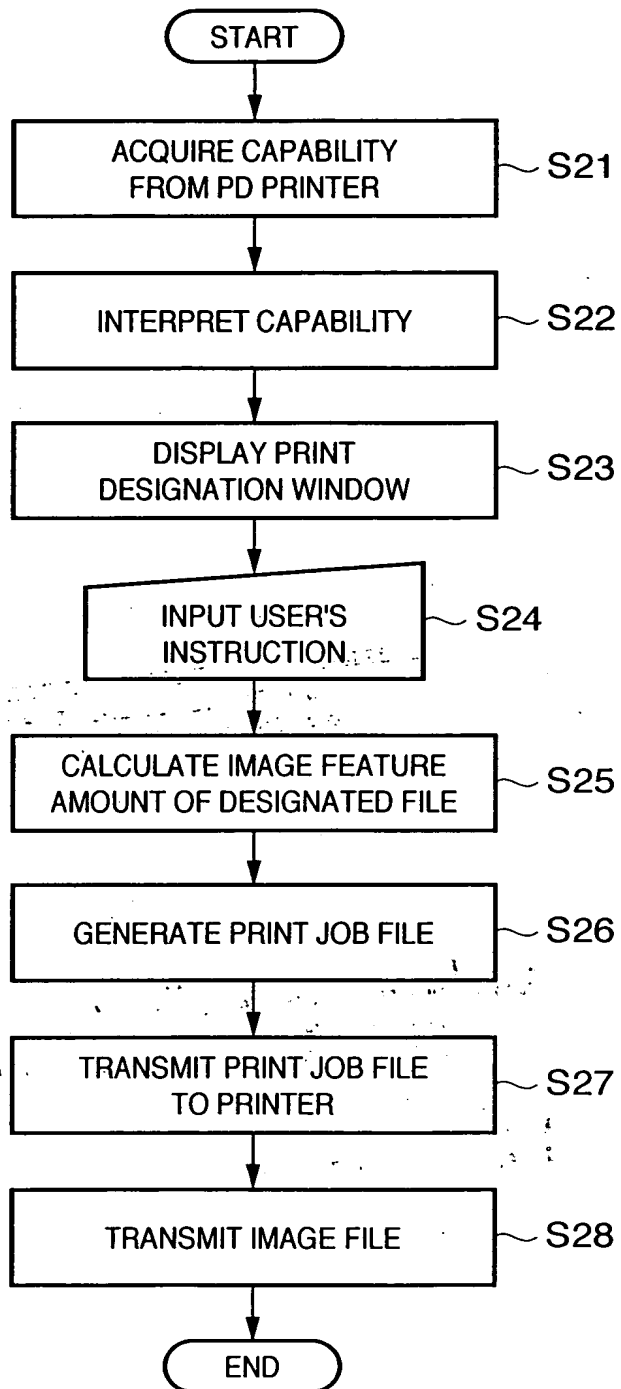 START
ACQUIRE CAPABILITY
FROM PD PRINTER
S21
INTERPRET CAPABILITY
S22
DISPLAY PRINT
DESIGNATION WINDOW
S23
INPUT USER'S
INSTRUCTION
S24
CALCULATE IMAGE FEATURE
AMOUNT OF DESIGNATED FILE
S25
GENERATE PRINT JOB FILE
S26
TRANSMIT PRINT JOB FILE
TO PRINTER
S27
TRANSMIT IMAGE FILE
S28
END